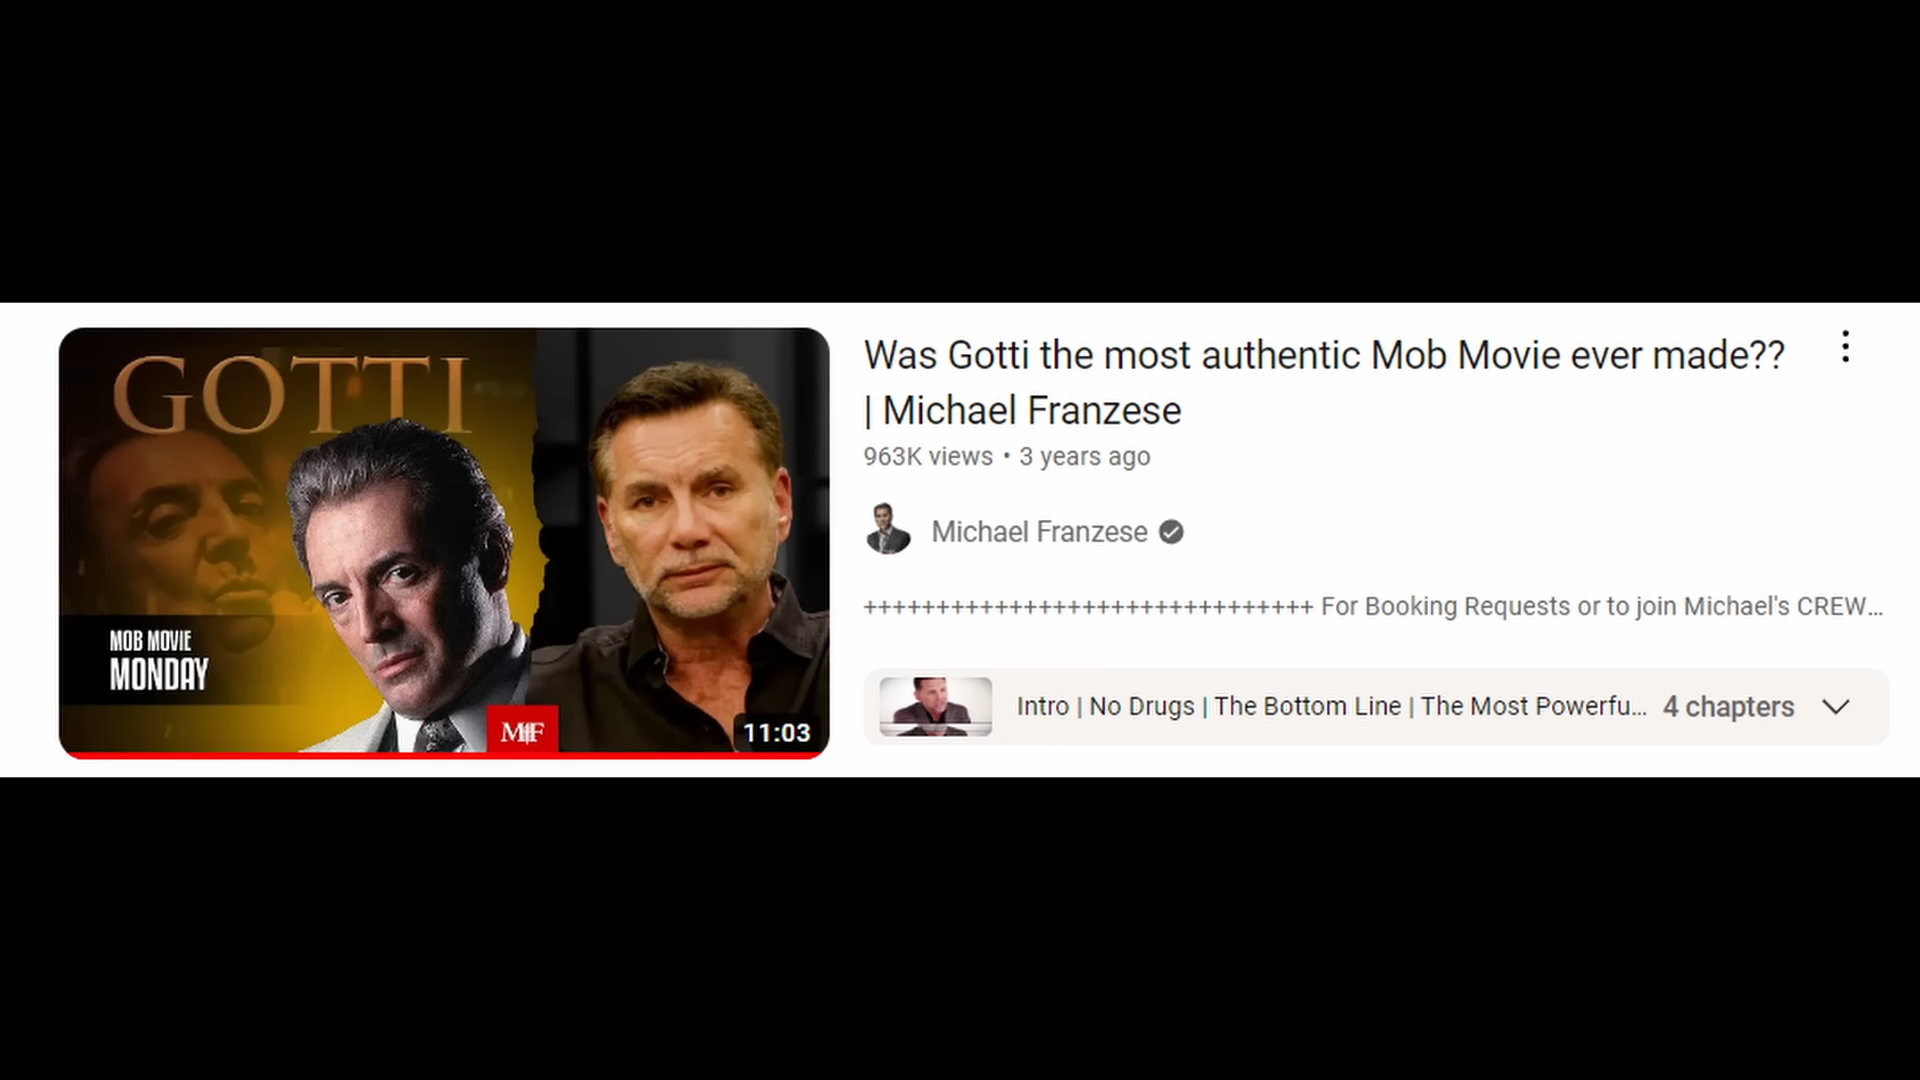 GOTTI
MOB MOVIE
MONDAY
MF
11:03
Was Gotti the most authentic Mob Movie ever made??
| Michael Franzese
963K views • 3 years ago
Michael Franzese
+++++++++++++++++++++++++++++++ For Booking Requests or to join Michael's CREW...
Intro | No Drugs | The Bottom Line | The Most Powerfu... 4 chapters